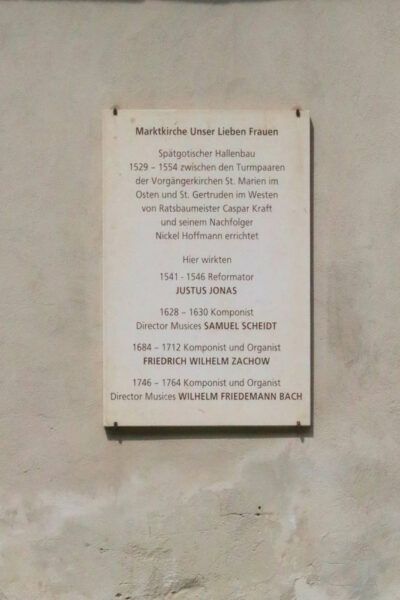 Marktkirche Unser Lieben Frauen
Spätgotischer Hallenbau
1529 – 1554 zwischen den Turmpaaren
der Vorgängerkirchen St. Marien im
Osten und St. Gertruden im Westen
von Ratsbaumeister Caspar Kraft
und seinem Nachfolger
Nickel Hoffmann errichtet
Hier wirkten
1541 - 1546 Reformator
JUSTUS JONAS
1628 – 1630 Komponist
Director Musices SAMUEL SCHEIDT
1684 – 1712 Komponist und Organist
FRIEDRICH WILHELM ZACHOW
1746 – 1764 Komponist und Organist
Director Musices WILHELM FRIEDEMANN BACH